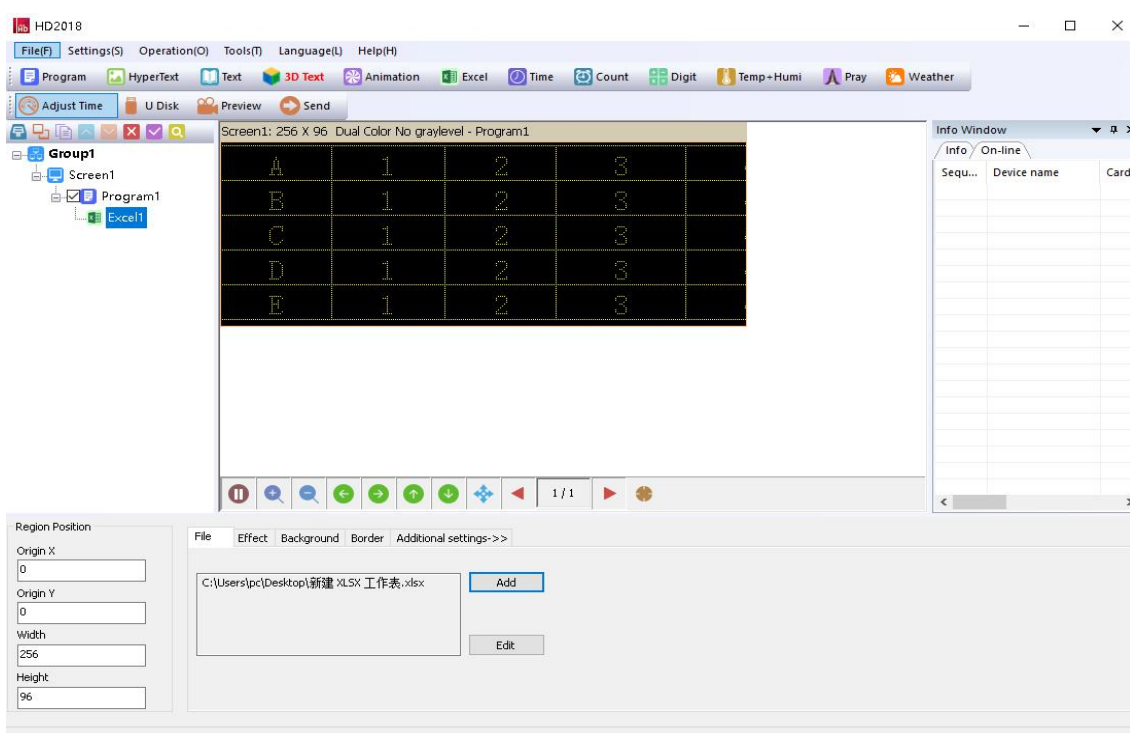 HD2018
File(F) Settings(S) Operation(O) Tools(T) Language(L) Help(H)
Program HyperText Text 3D Text Animation Excel Time Count Digit Temp+Humi Pray Weather
Adjust Time U Disk Preview Send
Group1
Screen1
Program1
Excel1
Screen1: 256 X 96 Dual Color No graylevel - Program1
A 1 2 3
B 1 2 3
C 1 2 3
D 1 2 3
E 1 2 3
1/1
Info Window
Info On-line
Sequ... Device name Card
Region Position
Origin X
0
Origin Y
0
Width
256
Height
96
File Effect Background Border Additional settings->>
C:\Users\pc\Desktop\新建 XLSX 工作表.xlsx
Add
Edit